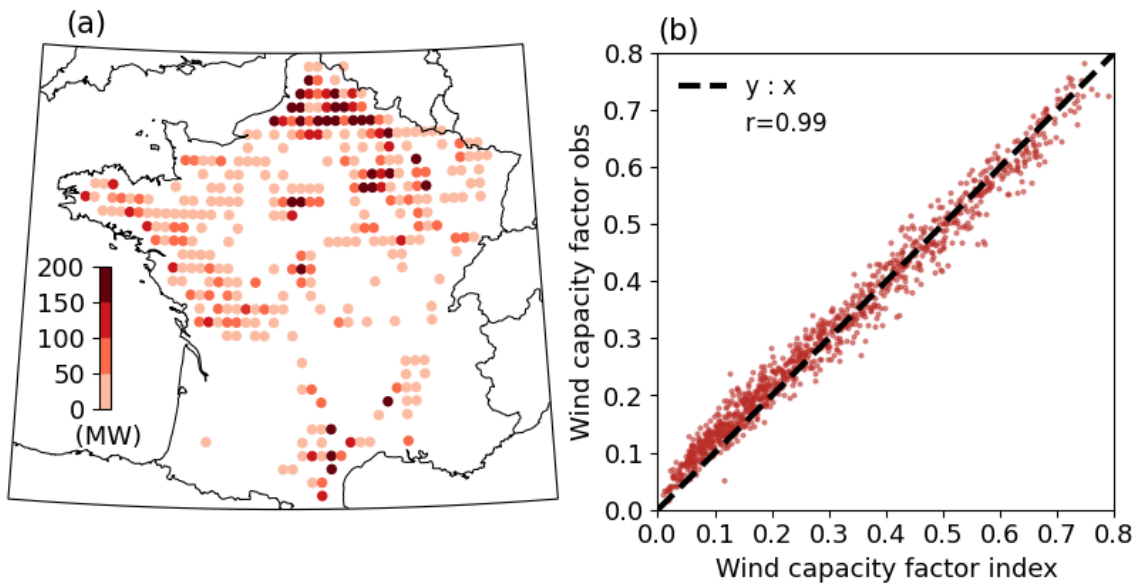 (a)
200
150
100
50
0
(MW)
(b)
0.8
0.7
0.6
0.5
0.4
0.3
0.2
0.1
0.0
Wind capacity factor obs
y : x
r=0.99
0.0 0.1 0.2 0.3 0.4 0.5 0.6 0.7 0.8
Wind capacity factor index